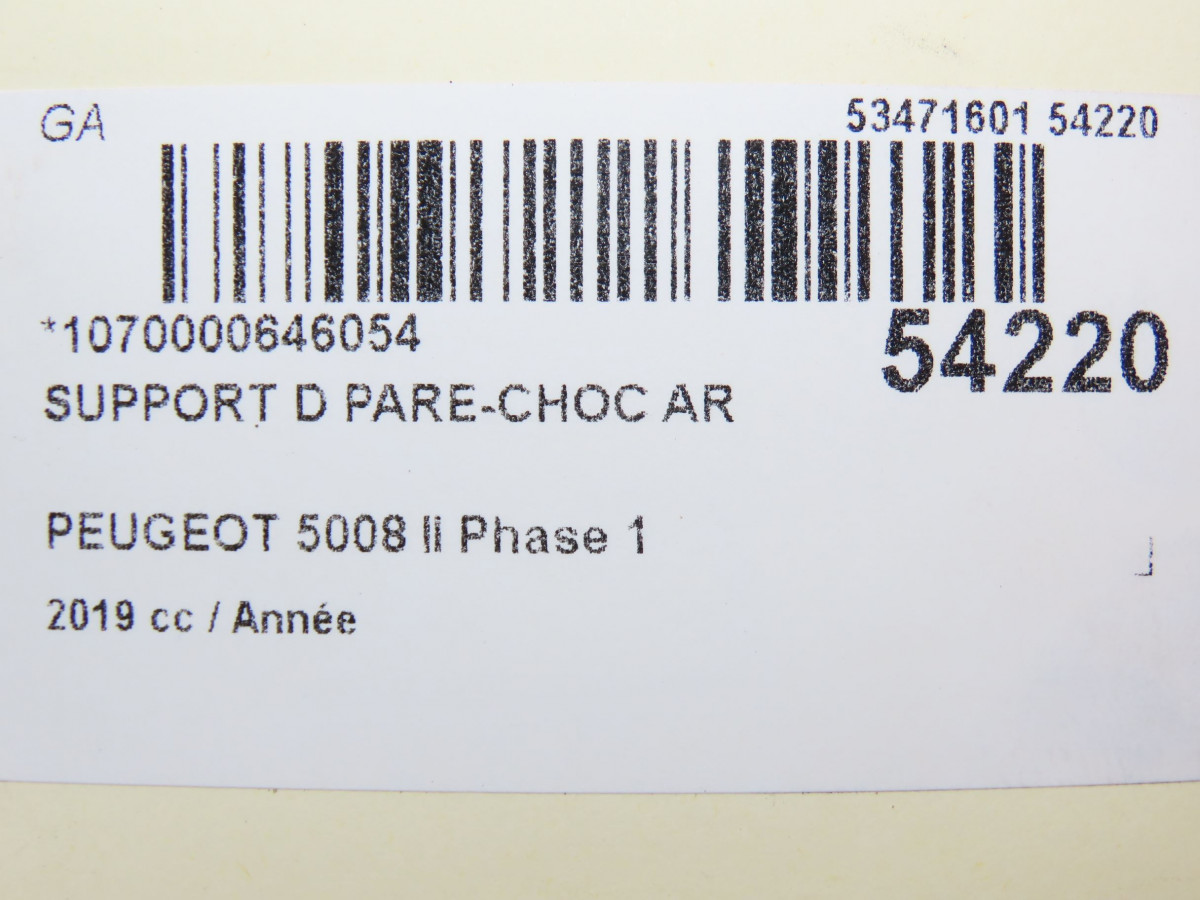 GA
53471601 54220
*1070000646054
54220
SUPPORT D PARE-CHOC AR
PEUGEOT 5008 Ii Phase 1
2019 cc / Année